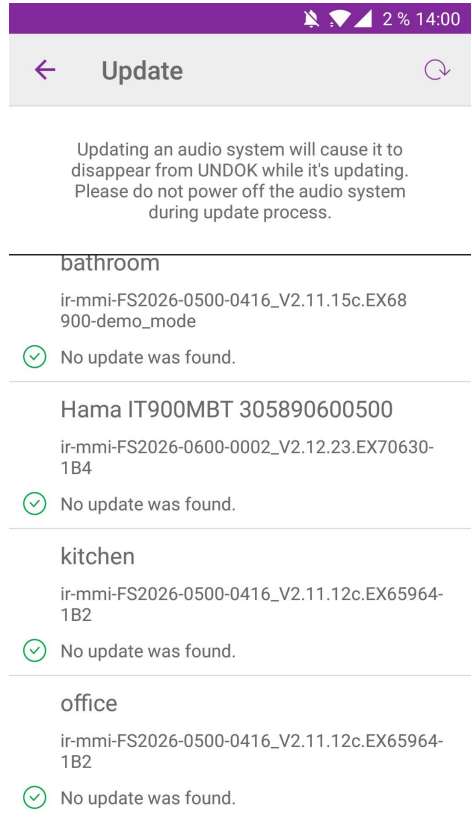 2 % 14:00
Update
Updating an audio system will cause it to
disappear from UNDOK while it's updating.
Please do not power off the audio system
during update process.
bathroom
ir-mmi-FS2026-0500-0416_V2.11.15c.EX68
900-demo_mode
No update was found.
Hama IT900MBT 305890600500
ir-mmi-FS2026-0600-0002_V2.12.23.EX70630-
1B4
No update was found.
kitchen
ir-mmi-FS2026-0500-0416_V2.11.12c.EX65964-
1B2
No update was found.
office
ir-mmi-FS2026-0500-0416_V2.11.12c.EX65964-
1B2
No update was found.